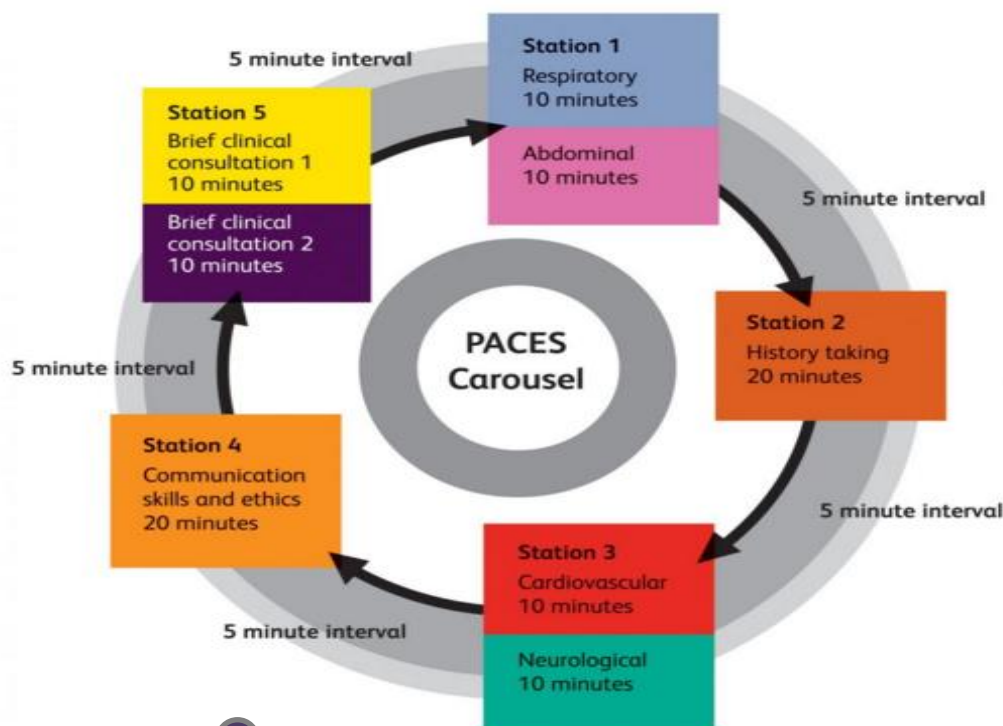 5 minute interval
Station 1
Respiratory
10 minutes
Abdominal
10 minutes
5 minute interval
Station 2
History taking
20 minutes
5 minute interval
Station 3
Cardiovascular
10 minutes
Neurological
10 minutes
5 minute interval
Station 4
Communication
skills and ethics
20 minutes
5 minute interval
Station 5
Brief clinical
consultation 1
10 minutes
Brief clinical
consultation 2
10 minutes
PACES
Carousel